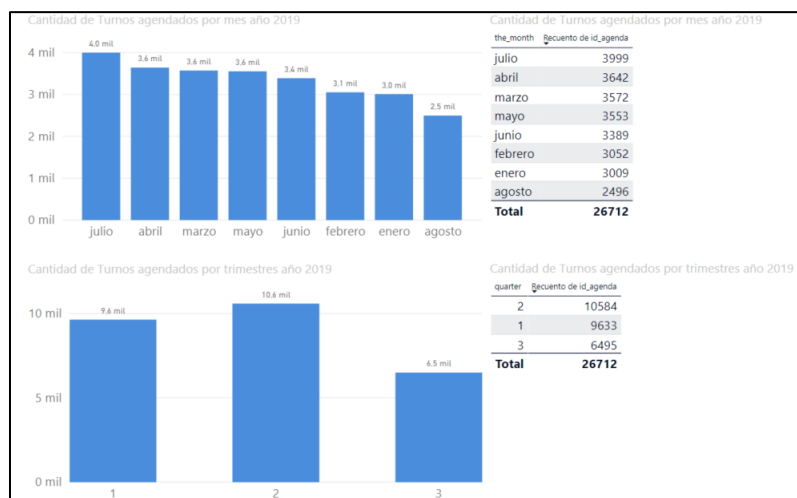 Cantidad de Turnos agendados por mes año 2019
4 mil
3 mil
2 mil
1 mil
0 mil
4.0 mil
3,6 mil
3,6 mil
3,6 mil
3,4 mil
3,1 mil
3,0 mil
2,5 mil
julio abril marzo mayo junio febrero enero agosto
Cantidad de Turnos agendados por mes año 2019
the_month Recuento de id_agenda
julio 3999
abril 3642
marzo 3572
mayo 3553
junio 3389
febrero 3052
enero 3009
agosto 2496
Total 26712
Cantidad de Turnos agendados por trimestres año 2019
10 mil
5 mil
0 mil
9,6 mil
10,6 mil
6,5 mil
1 2 3
Cantidad de Turnos agendados por trimestres año 2019
quarter Recuento de id_agenda
2 10584
1 9633
3 6495
Total 26712